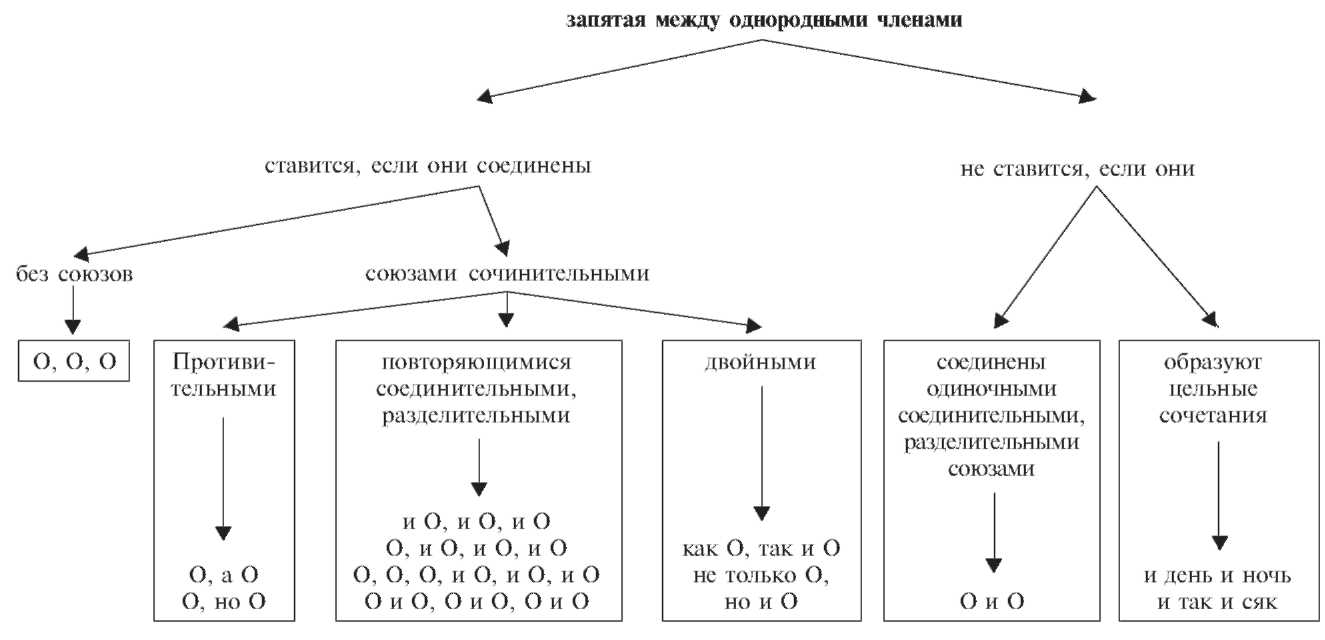 запятая между однородными членами
ставится, если они соединены
не ставится, если они
без союзов
союзами сочинительными
О, О, О
Противи-
тельными
О, а О
О, но О
повторяющимися
соединительными,
разделительными
и О, и О, и О
О, и О, и О, и О
О, О, О, и О, и О, и О
О и О, О и О, О и О
двойными
как О, так и О
не только О,
но и О
соединены
одиночными
соединительными,
разделительными
союзами
О и О
образуют
цельные
сочетания
и день и ночь
и так и сяк